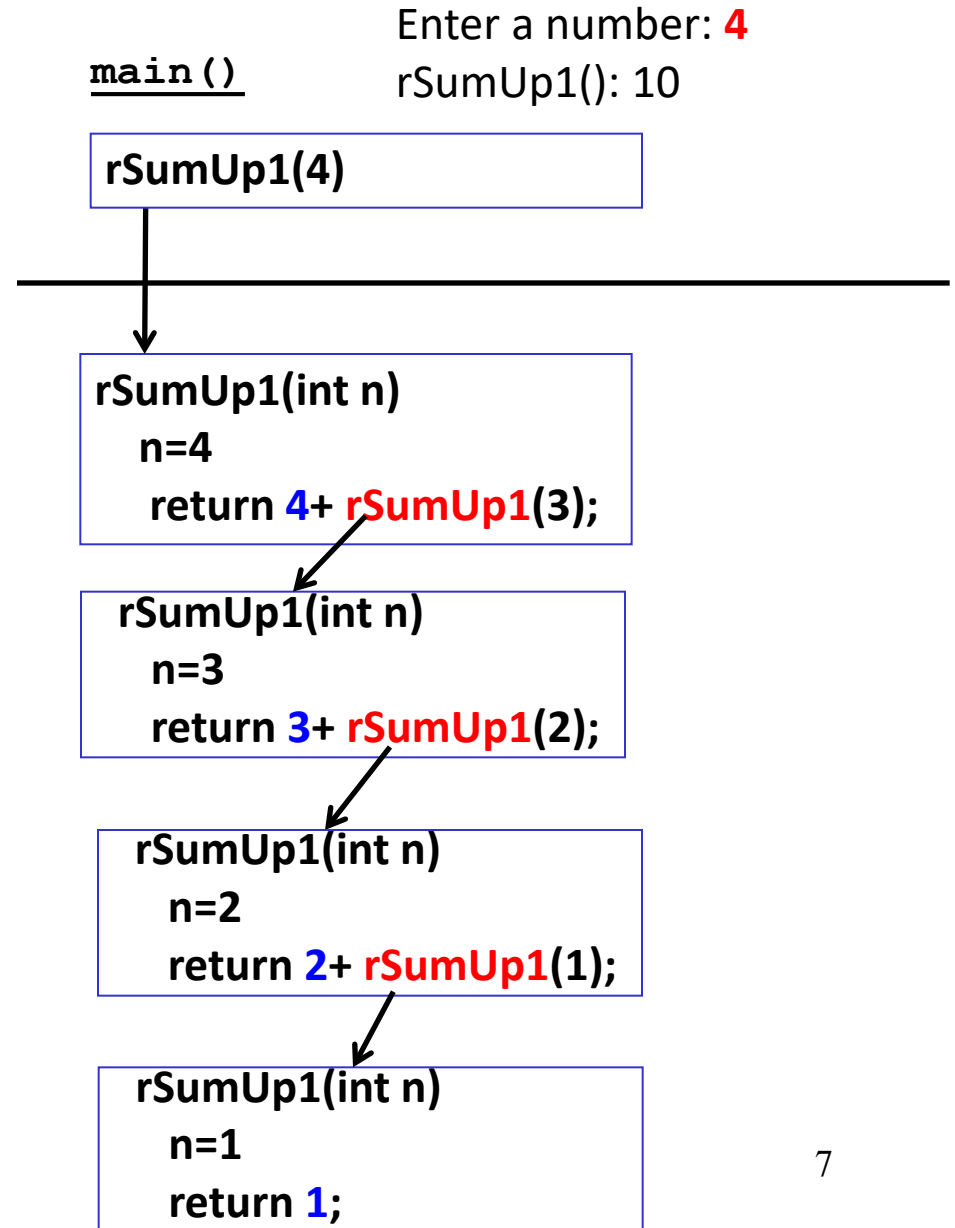 Enter a number: 4
main()
rSumUp1(): 10
rSumUp1(4)
rSumUp1(int n)
n=4
return 4+ rSumUp1(3);
rSumUp1(int n)
n=3
return 3+ rSumUp1(2);
rSumUp1(int n)
n=2
return 2+ rSumUp1(1);
rSumUp1(int n)
n=1
return 1;
7